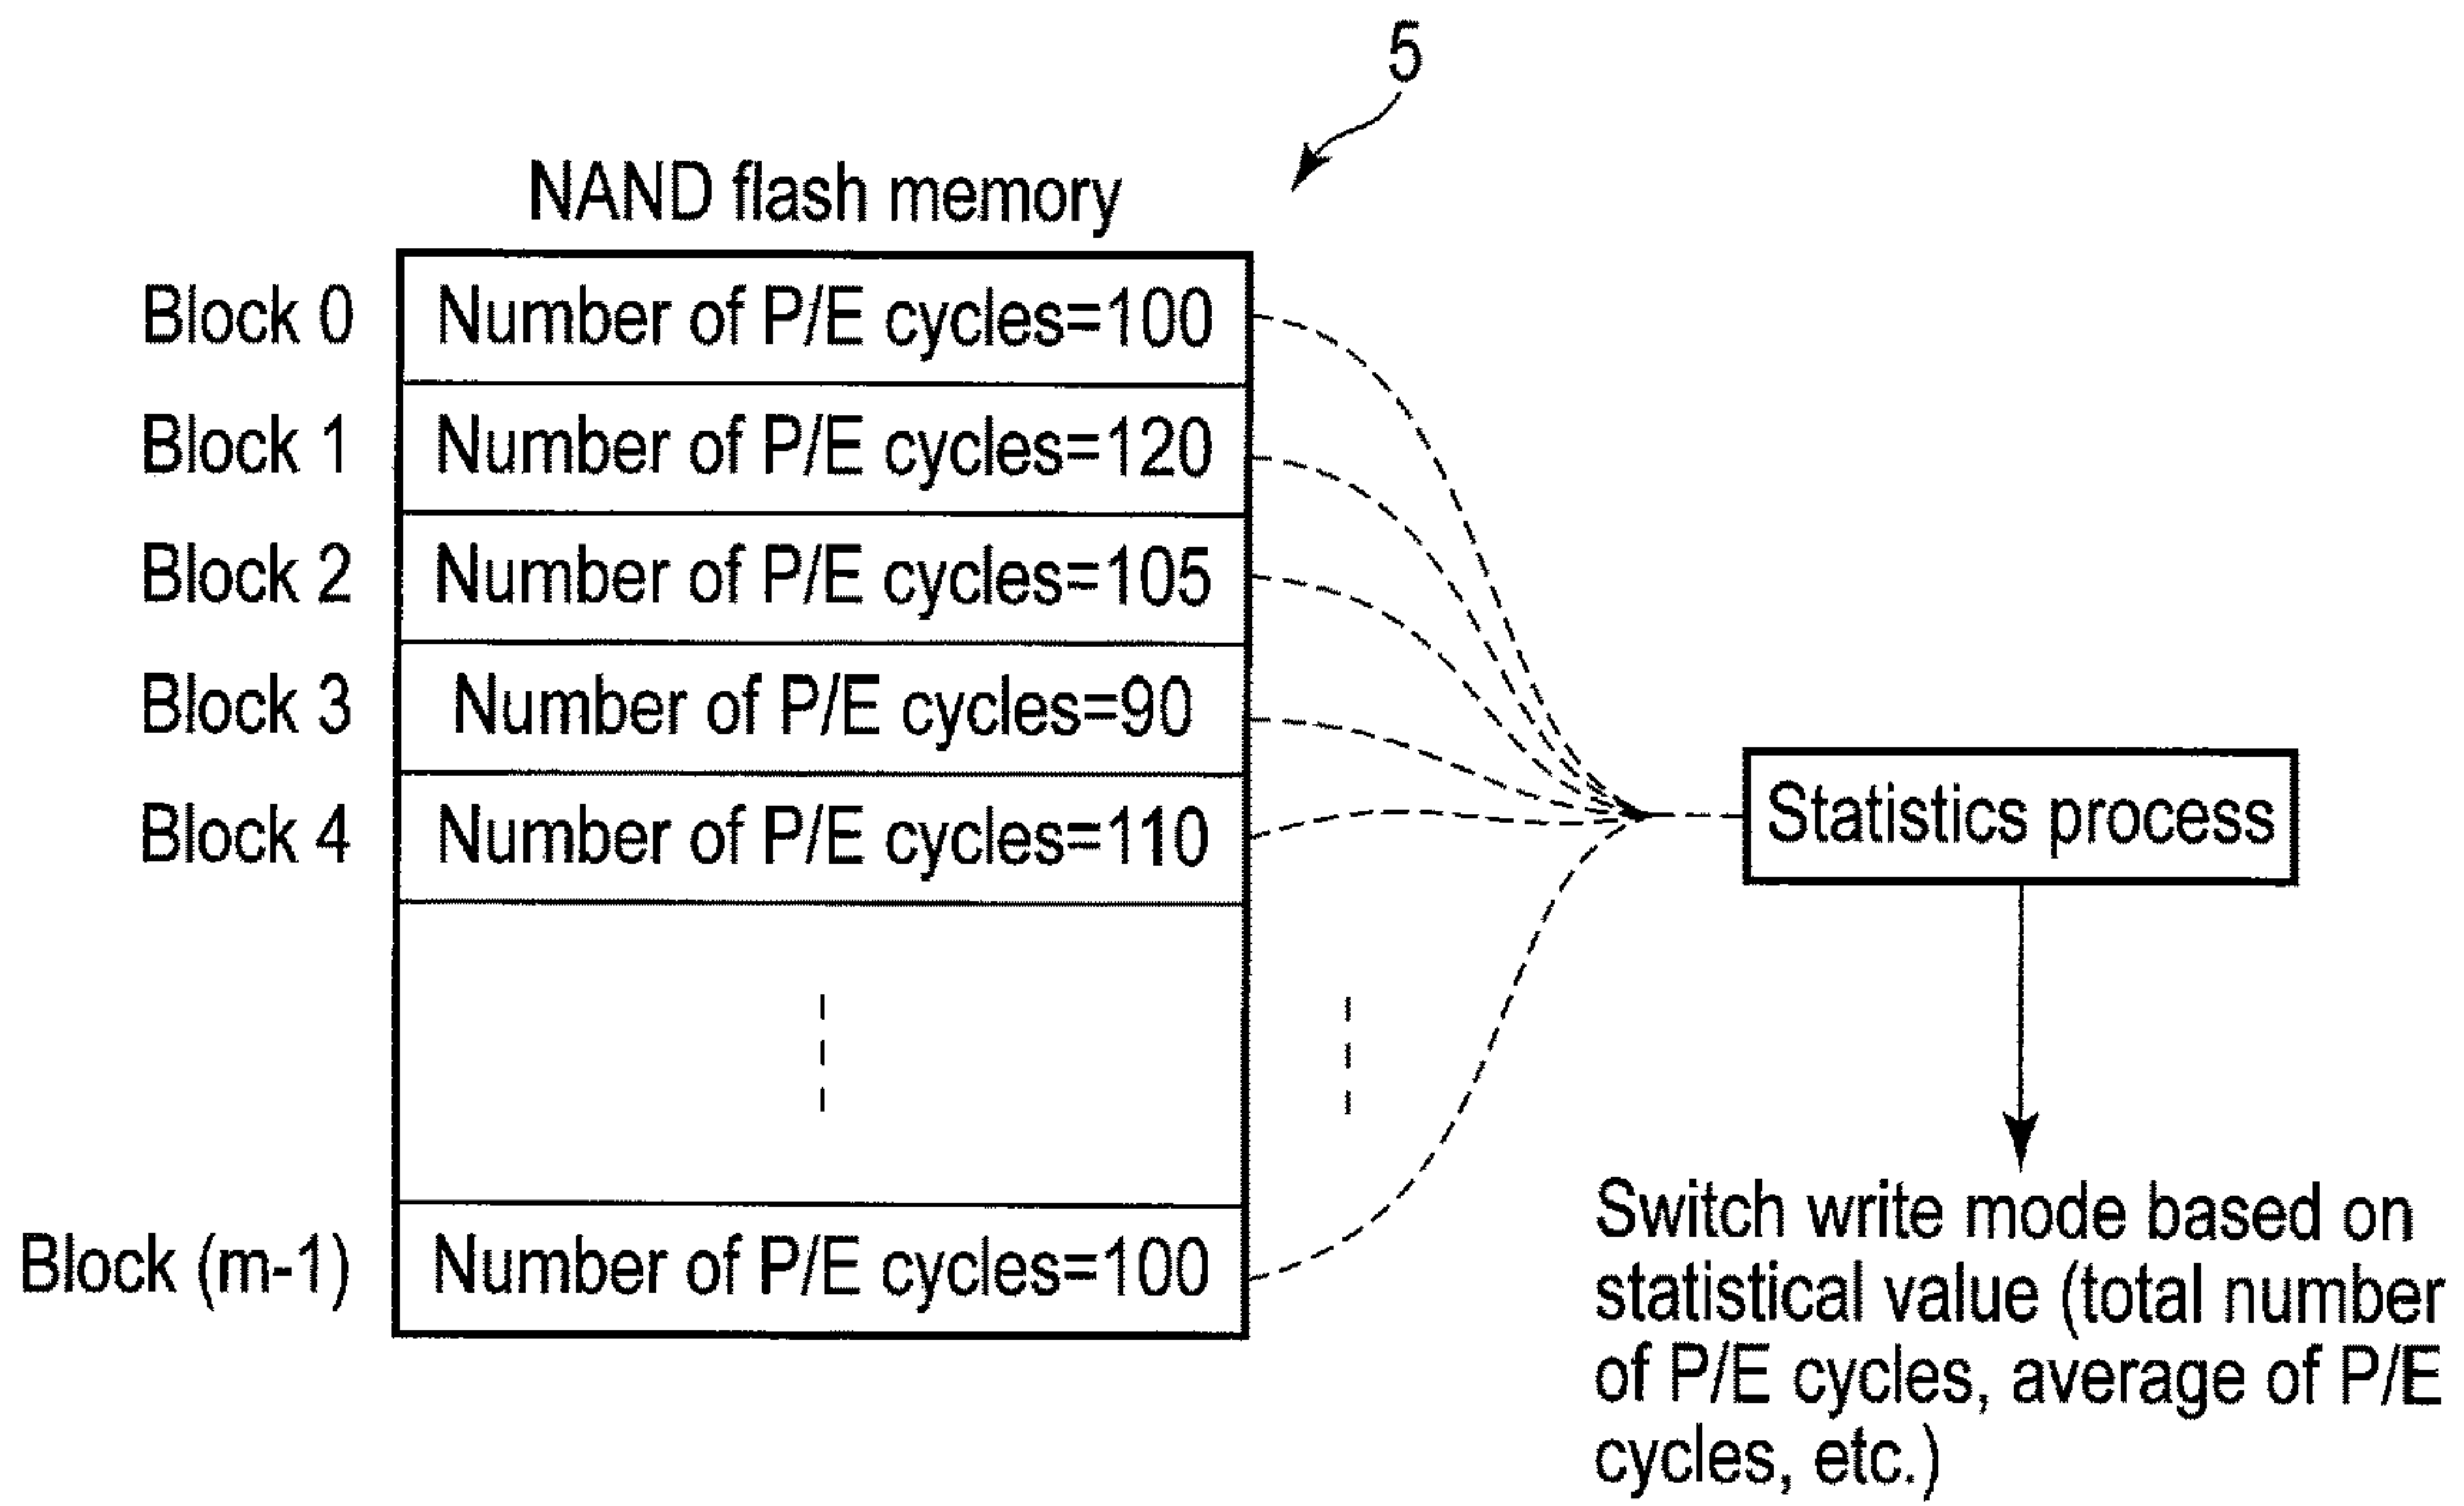 5
NAND flash memory
Block 0 Number of P/E cycles=100
Block 1 Number of P/E cycles=120
Block 2 Number of P/E cycles=105
Block 3 Number of P/E cycles=90
Block 4 Number of P/E cycles=110
Statistics process
Block (m-1) Number of P/E cycles=100
Switch write mode based on
statistical value (total number
of P/E cycles, average of P/E
cycles, etc.)